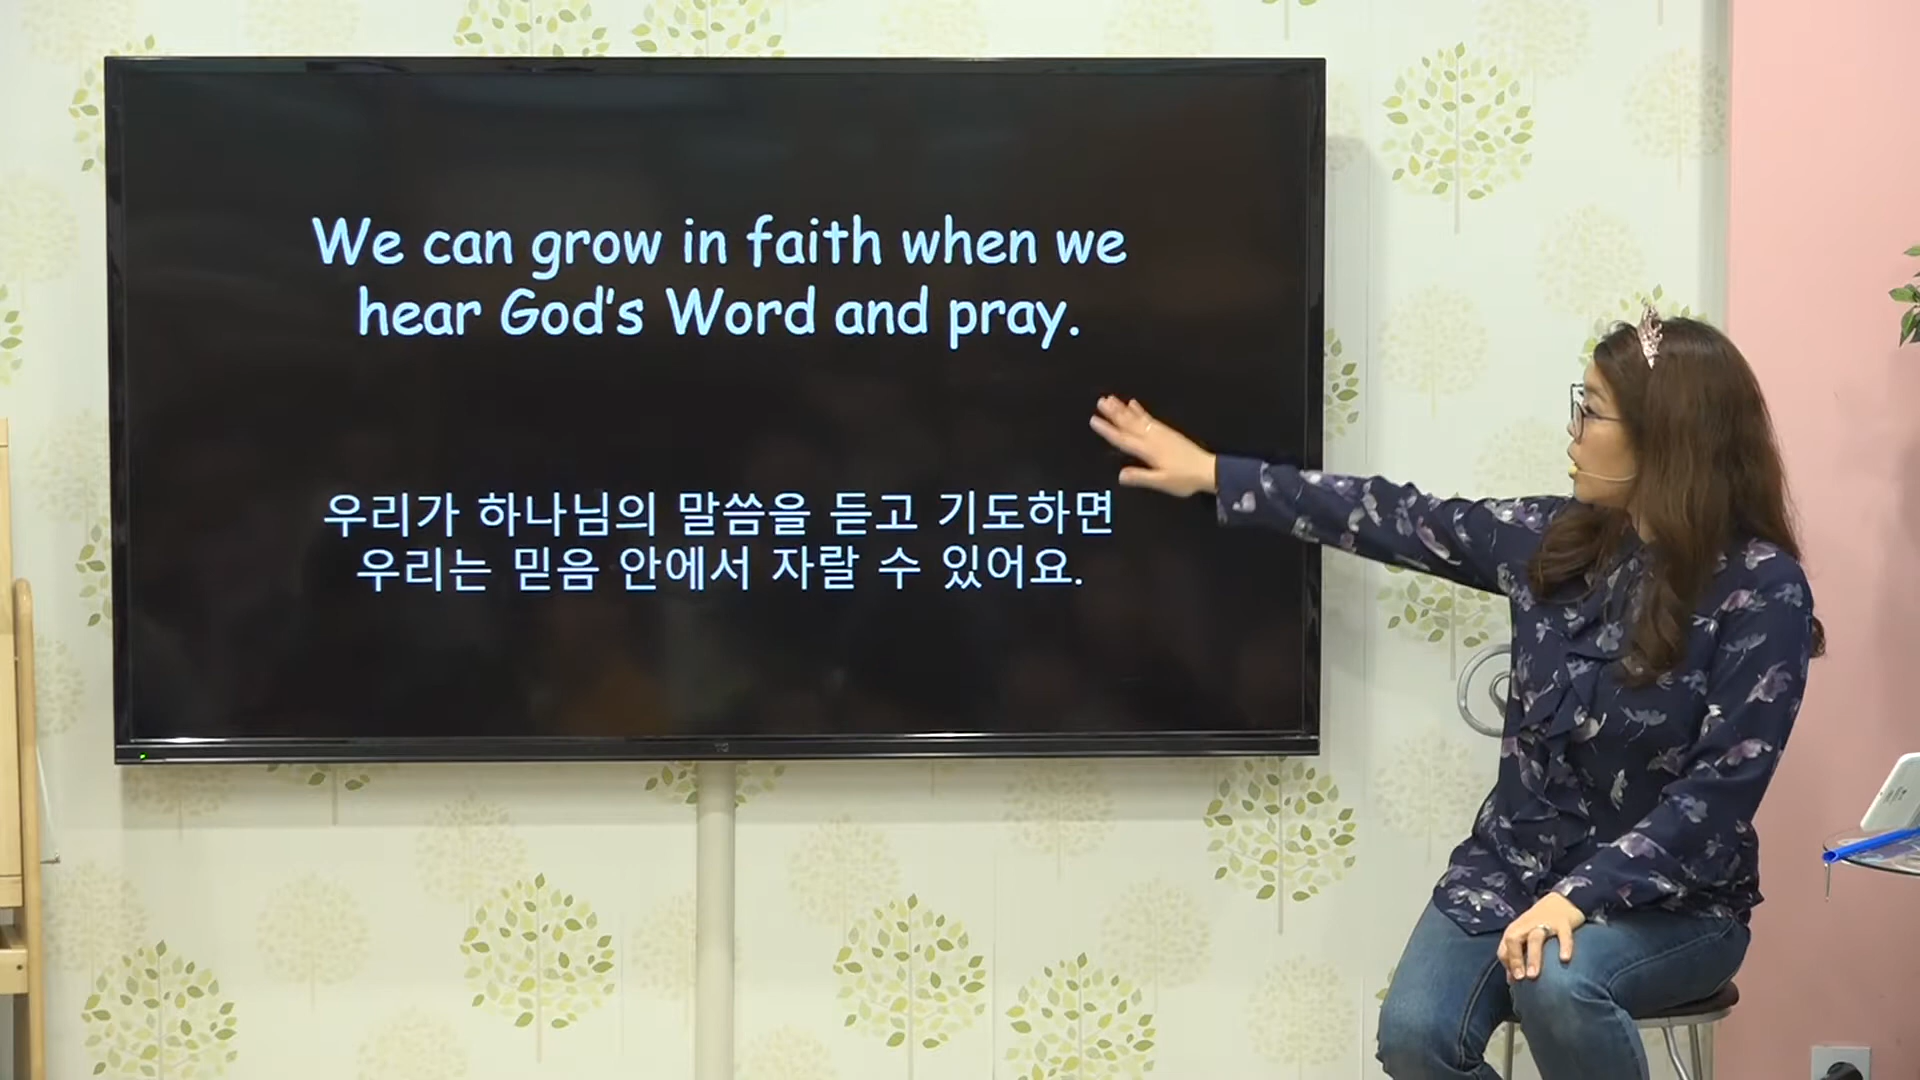 We can grow in faith when we
hear God's Word and pray.
우리가 하나님의 말씀을 듣고 기도하면
우리는 믿음 안에서 자랄 수 있어요.